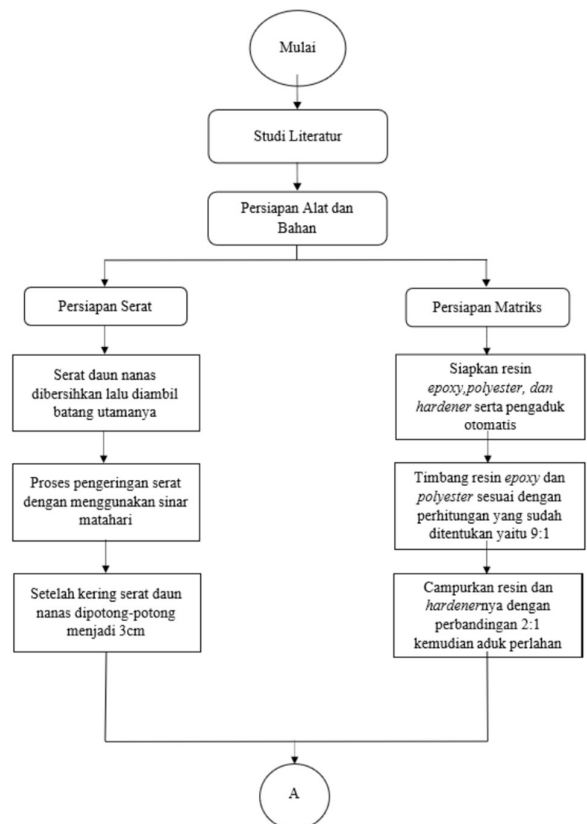 Mulai
Studi Literatur
Persiapan Alat dan
Bahan
Persiapan Serat
Serat daun nanas
dibersihkan lalu diambil
batang utamanya
Proses pengeringan serat
dengan menggunakan sinar
matahari
Setelah kering serat daun
nanas dipotong-potong
menjadi 3cm
Persiapan Matriks
Siapkan resin
epoxy,polyester, dan
hardener serta pengaduk
otomatis
Timbang resin epoxy dan
polyester sesuai dengan
perhitungan yang sudah
ditentukan yaitu 9:1
Campurkan resin dan
hardenernya dengan
perbandingan 2:1
kemudian aduk perlahan
A